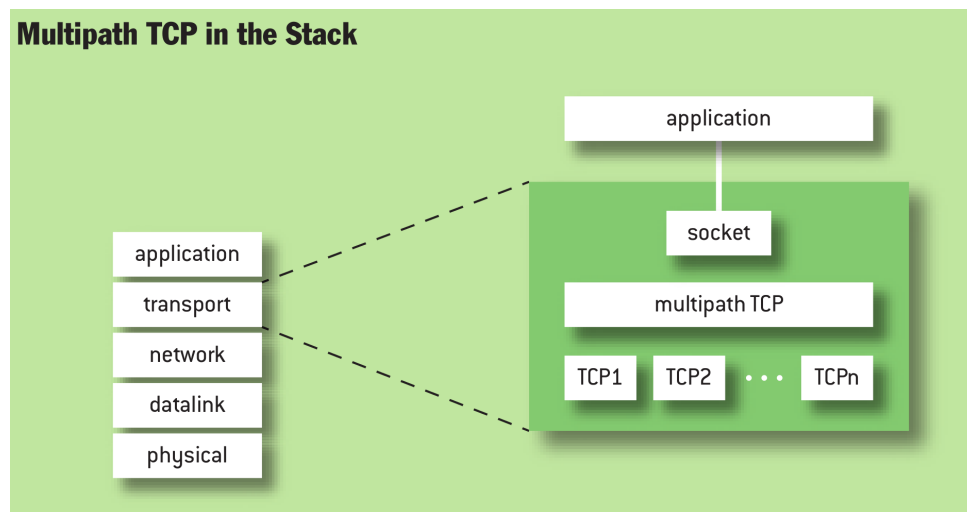 Multipath TCP in the Stack
application
transport
network
datalink
physical
application
socket
multipath TCP
TCP1 TCP2 ... TCPn